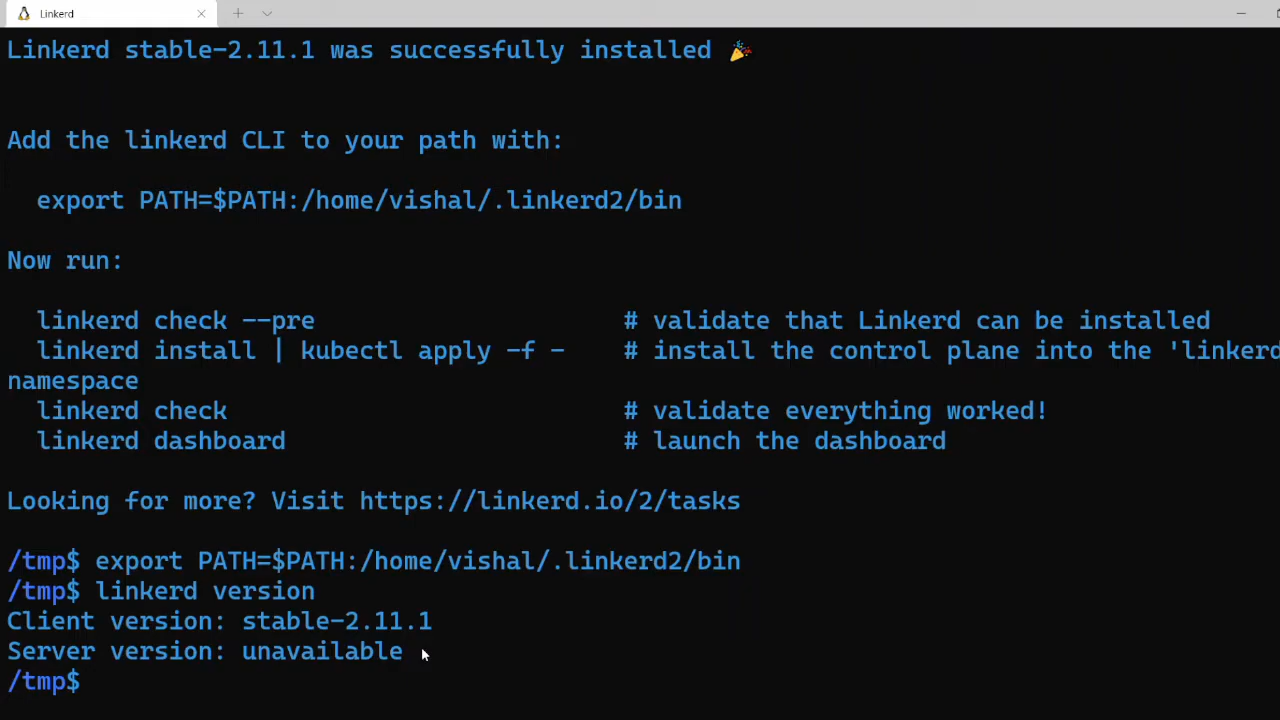 Linkerd
Linkerd stable-2.11.1 was successfully installed 🎉
Add the linkerd CLI to your path with:
export PATH=$PATH:/home/vishal/.linkerd2/bin
Now run:
linkerd check --pre # validate that Linkerd can be installed
linkerd install | kubectl apply -f - # install the control plane into the 'linkerd
namespace
linkerd check # validate everything worked!
linkerd dashboard # launch the dashboard
Looking for more? Visit https://linkerd.io/2/tasks
/tmp$ export PATH=$PATH:/home/vishal/.linkerd2/bin
/tmp$ linkerd version
Client version: stable-2.11.1
Server version: unavailable
/tmp$